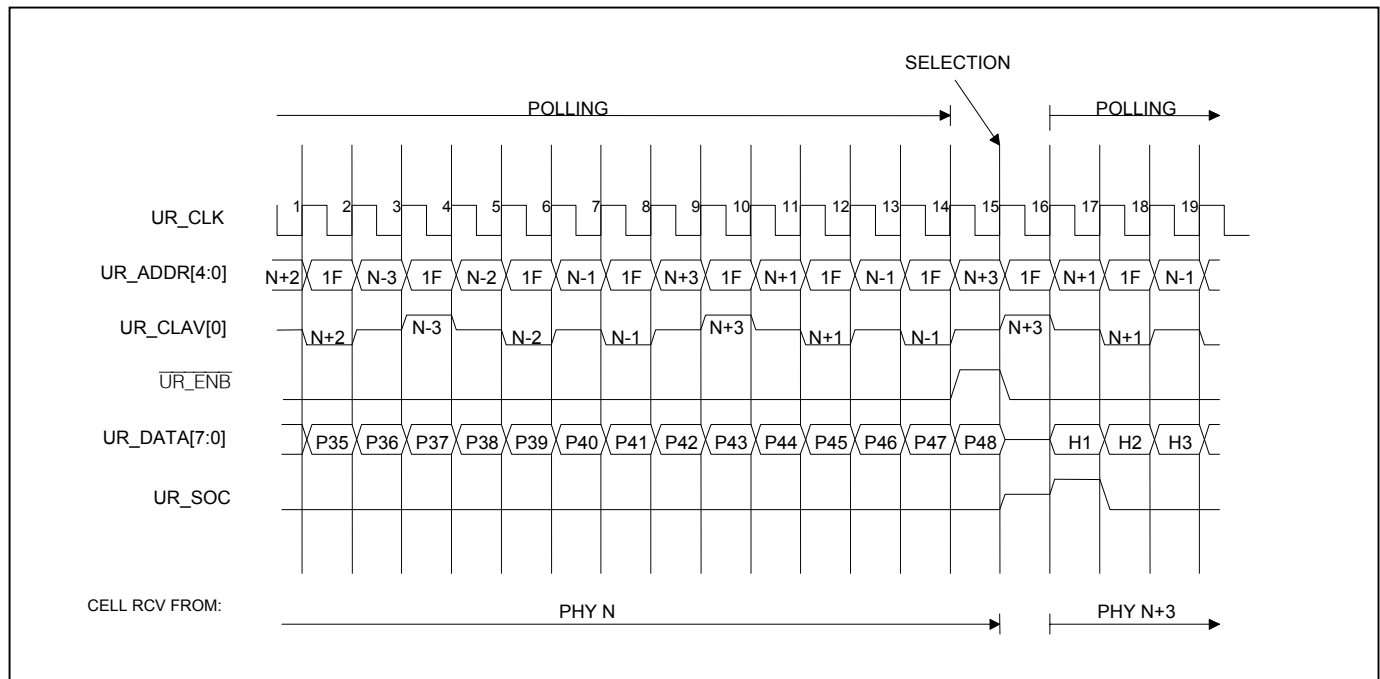 SELECTION
POLLING POLLING
UR_CLK 1 2 3 4 5 6 7 8 9 10 11 12 13 14 15 16 17 18 19
UR_ADDR[4:0] N+2 1F N-3 1F N-2 1F N-1 1F N+3 1F N+1 1F N-1 1F N+3 1F N+1 1F N-1
UR_CLAV[0] N+2 N-3 N-2 N-1 N+3 N+1 N-1 N+3 N+1
UR_ENB
UR_DATA[7:0] P35 P36 P37 P38 P39 P40 P41 P42 P43 P44 P45 P46 P47 P48 H1 H2 H3
UR_SOC
CELL RCV FROM: PHY N PHY N+3